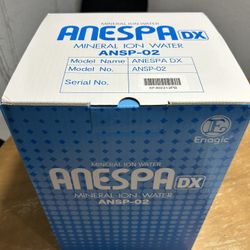 MINERAL ION WATER
ANESPA DX
MINERAL ION WATER
ANSP-02
Model Name ANESPA DX
Model No. ANSP-02
Serial No.
Enagic
MINERAL ION WATER
ANESPA DX
ANSP-02